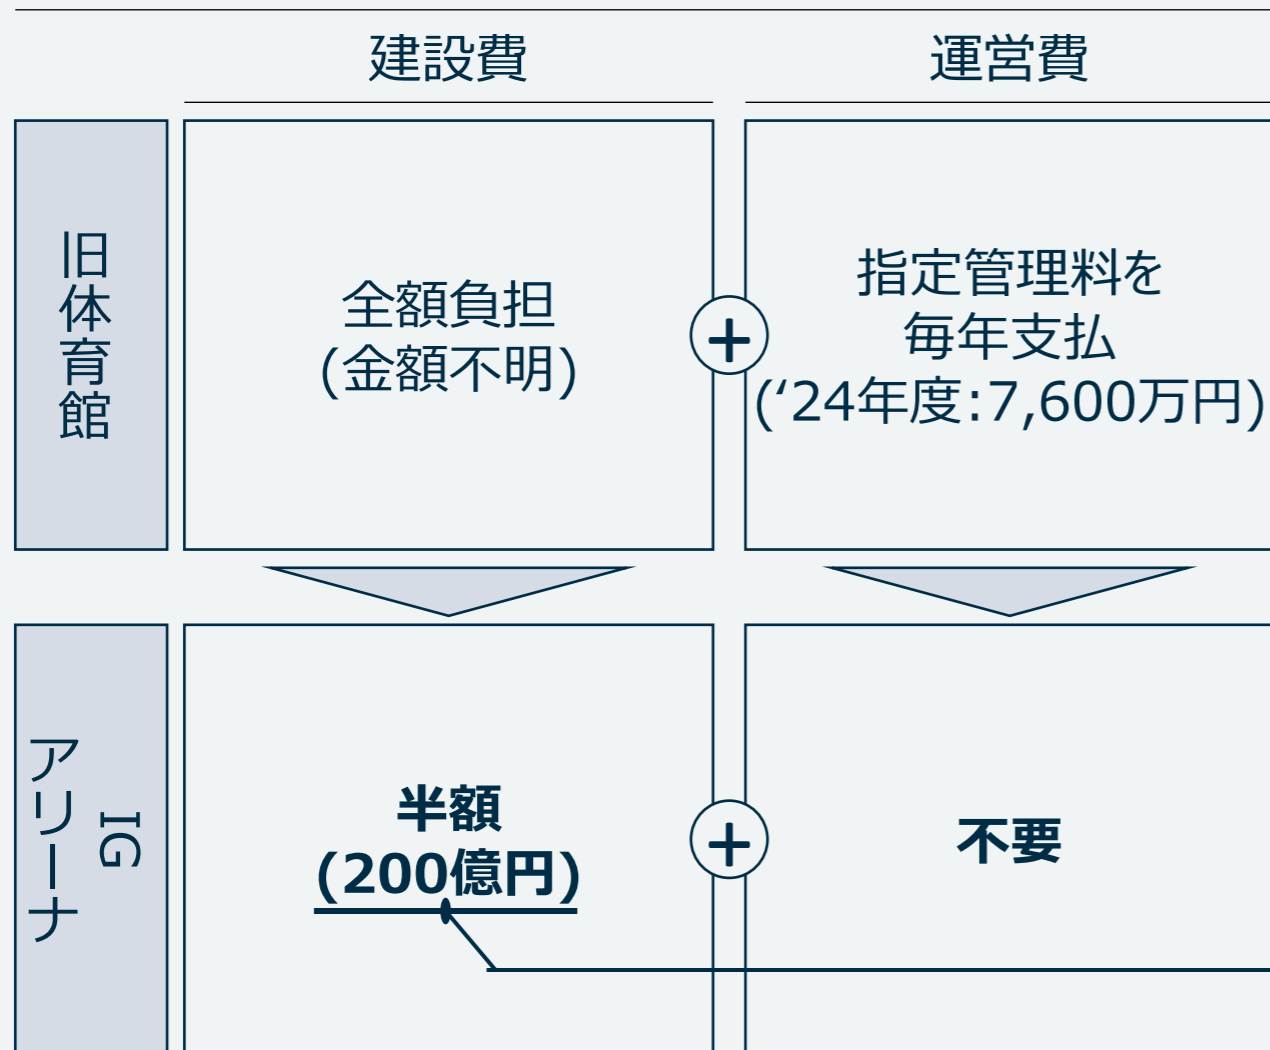 建設費
運営費
旧体育館
全額負担
(金額不明)
+
指定管理料を
毎年支払
(‘24年度:7,600万円)
IG
アリーナ
半額
(200億円)
+
不要